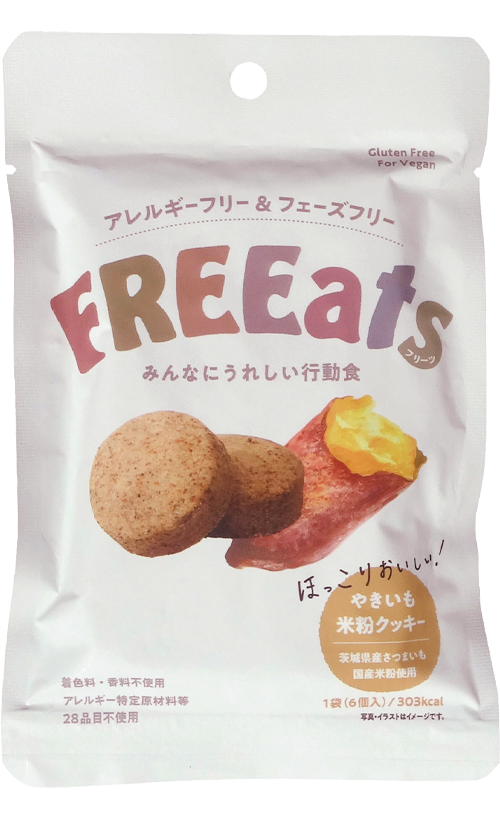 Gluten Free
For Vegan
アレルギーフリー&フェーズフリー
FREEats
フリーツ
みんなにうれしい行動食
ほっこりおいしい!
やきいも
米粉クッキー
茨城県産さつまいも
国産米粉使用
着色料・香料不使用
アレルギー特定原材料等
28品目不使用
1袋(6個入)/303kcal
写真・イラストはイメージです。